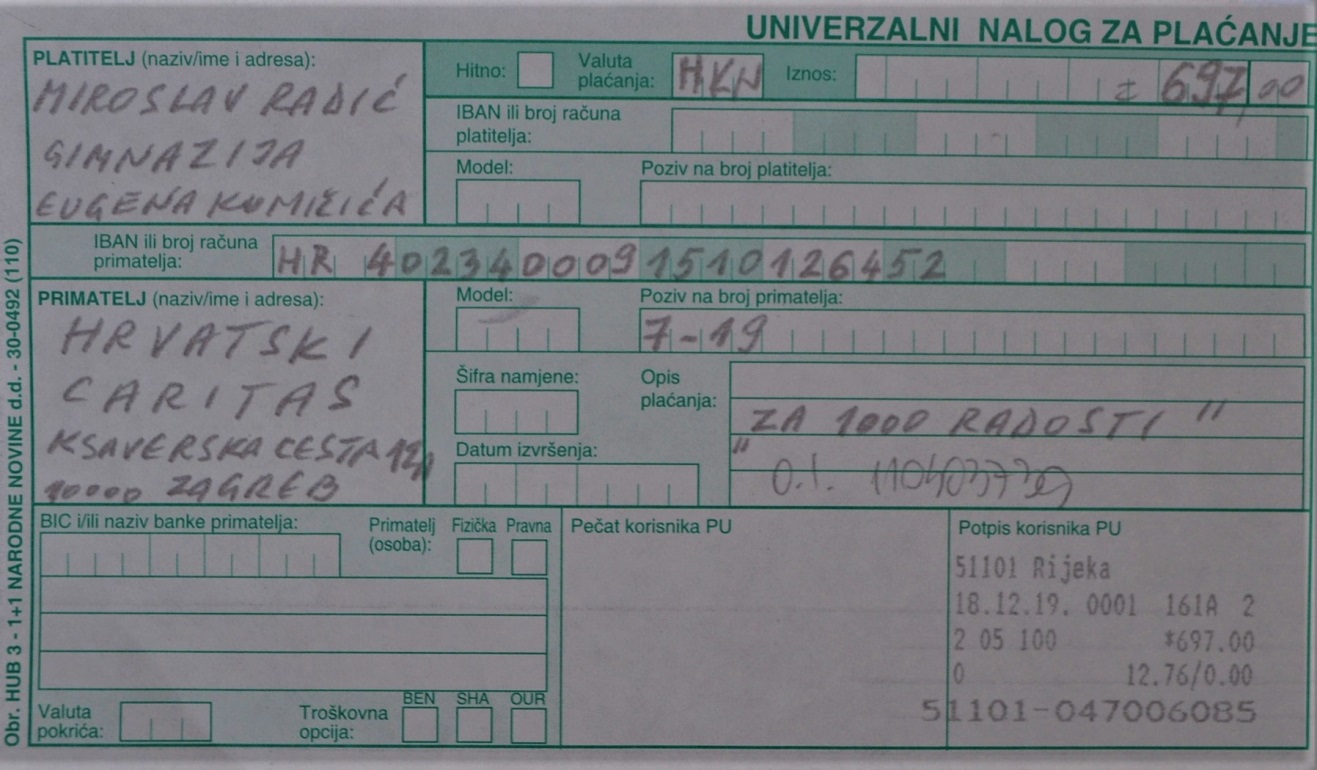 UNIVERZALNI NALOG ZA PLAĆANJE
PLATITELJ (naziv/ime i adresa):
MIROSLAV RADIĆ
GIMNAZIJA
EUGENA KUMIČIĆA
Hitno:
Valuta plaćanja: HKN
Iznos: = 697,00
IBAN ili broj računa platitelja:
Model:
Poziv na broj platitelja:
IBAN ili broj računa primatelja: HR 4023400091510126452
PRIMATELJ (naziv/ime i adresa):
HRVATSKI
CARITAS
KSAVERSKA CESTA 12A
10000 ZAGREB
Model:
Poziv na broj primatelja:
7-19
Šifra namjene:
Opis plaćanja:
"ZA 1000 RADOSTI"
O.I. 110403739
Datum izvršenja:
BIC i/ili naziv banke primatelja:
Primatelj (osoba): Fizička Pravna
Valuta pokrića:
Troškovna opcija: BEN SHA OUR
Pečat korisnika PU
Potpis korisnika PU
51101 Rijeka
18.12.19. 0001 161A 2
2 05 100 *697.00
0 12.76/0.00
51101-047006085
Obr. HUB 3 - 1+1 NARODNE NOVINE d.d. - 30-0492 (110)